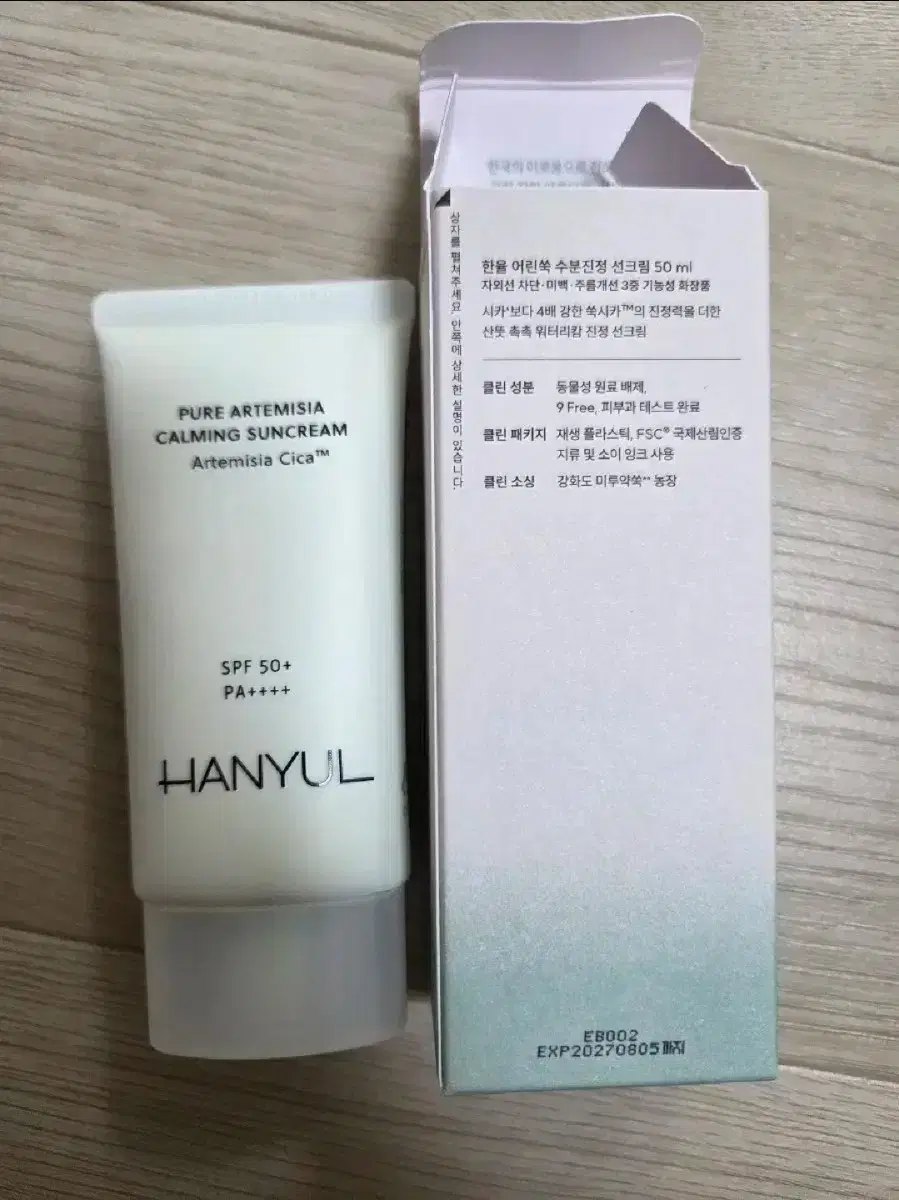 PURE ARTEMISIA
CALMING SUNCREAM
Artemisia Cica™
SPF 50+
PA++++
HANYUL
상자를 펼쳐주세요. 안쪽에 상세한 설명이 있습니다.
한율 어린쑥 수분진정 선크림 50 ml
자외선 차단·미백·주름개선 3중 기능성 화장품
시카*보다 4배 강한 쑥시카™의 진정력을 더한
산뜻 촉촉 워터리캄 진정 선크림
클린 성분 동물성 원료 배제,
9 Free, 피부과 테스트 완료
클린 패키지 재생 플라스틱, FSC® 국제산림인증
지류 및 소이 잉크 사용
클린 소싱 강화도 미루약쑥** 농장
EB002
EXP20270805까지